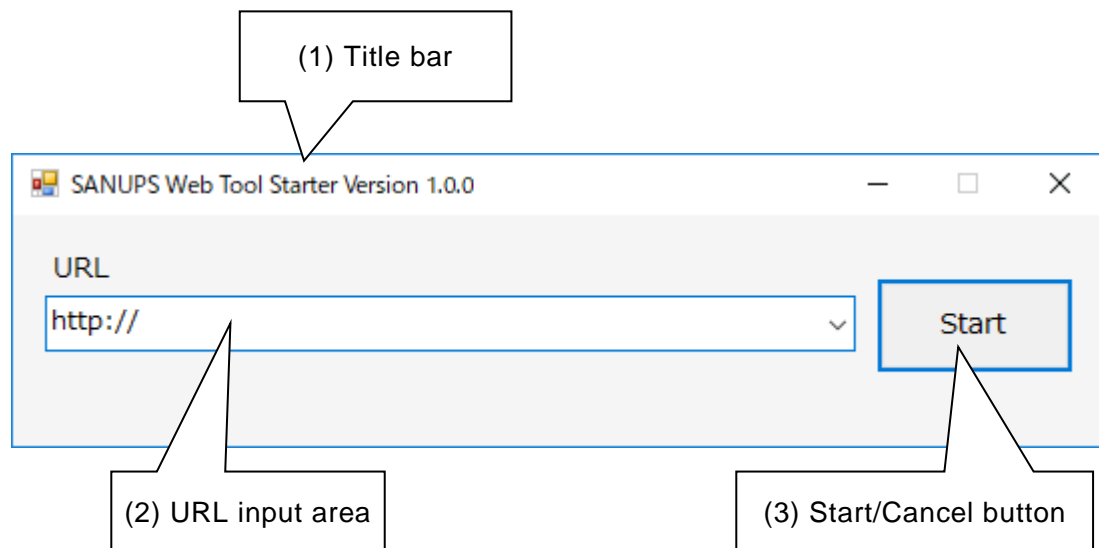 (1) Title bar
SANUPS Web Tool Starter Version 1.0.0
URL
http://
Start
(2) URL input area
(3) Start/Cancel button